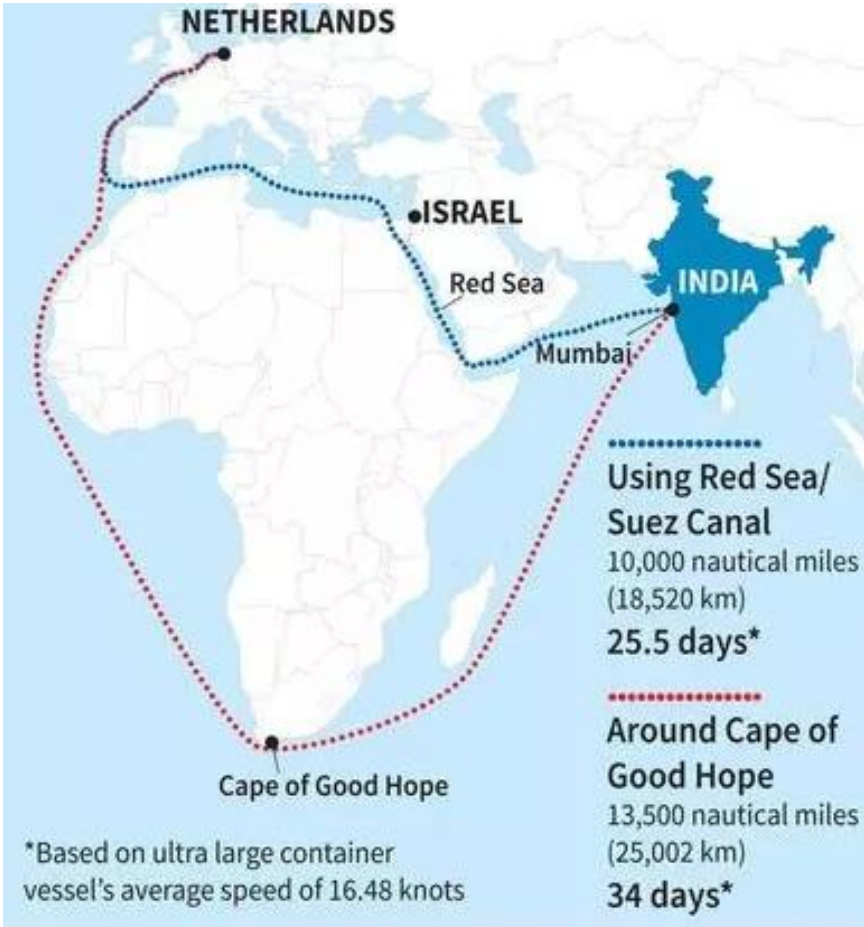 NETHERLANDS
ISRAEL
Red Sea
INDIA
Mumbai
Using Red Sea/
Suez Canal
10,000 nautical miles
(18,520 km)
25.5 days*
Around Cape of
Good Hope
13,500 nautical miles
(25,002 km)
34 days*
Cape of Good Hope
*Based on ultra large container
vessel's average speed of 16.48 knots